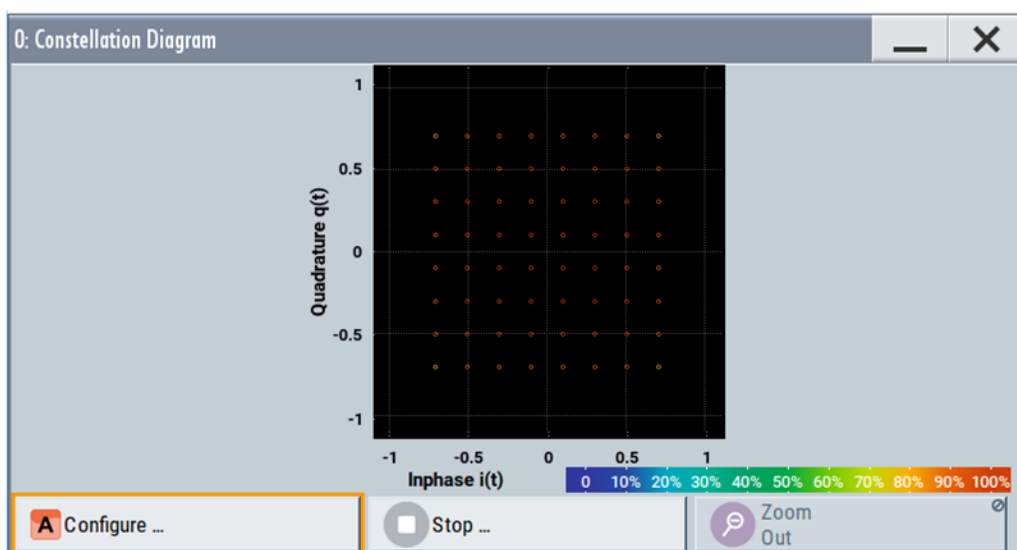 0: Constellation Diagram
1
0.5
0
-0.5
-1
Quadrature q(t)
-1 -0.5 0 0.5 1
Inphase i(t)
0 10% 20% 30% 40% 50% 60% 70% 80% 90% 100%
A Configure ...
Stop ...
Zoom
Out